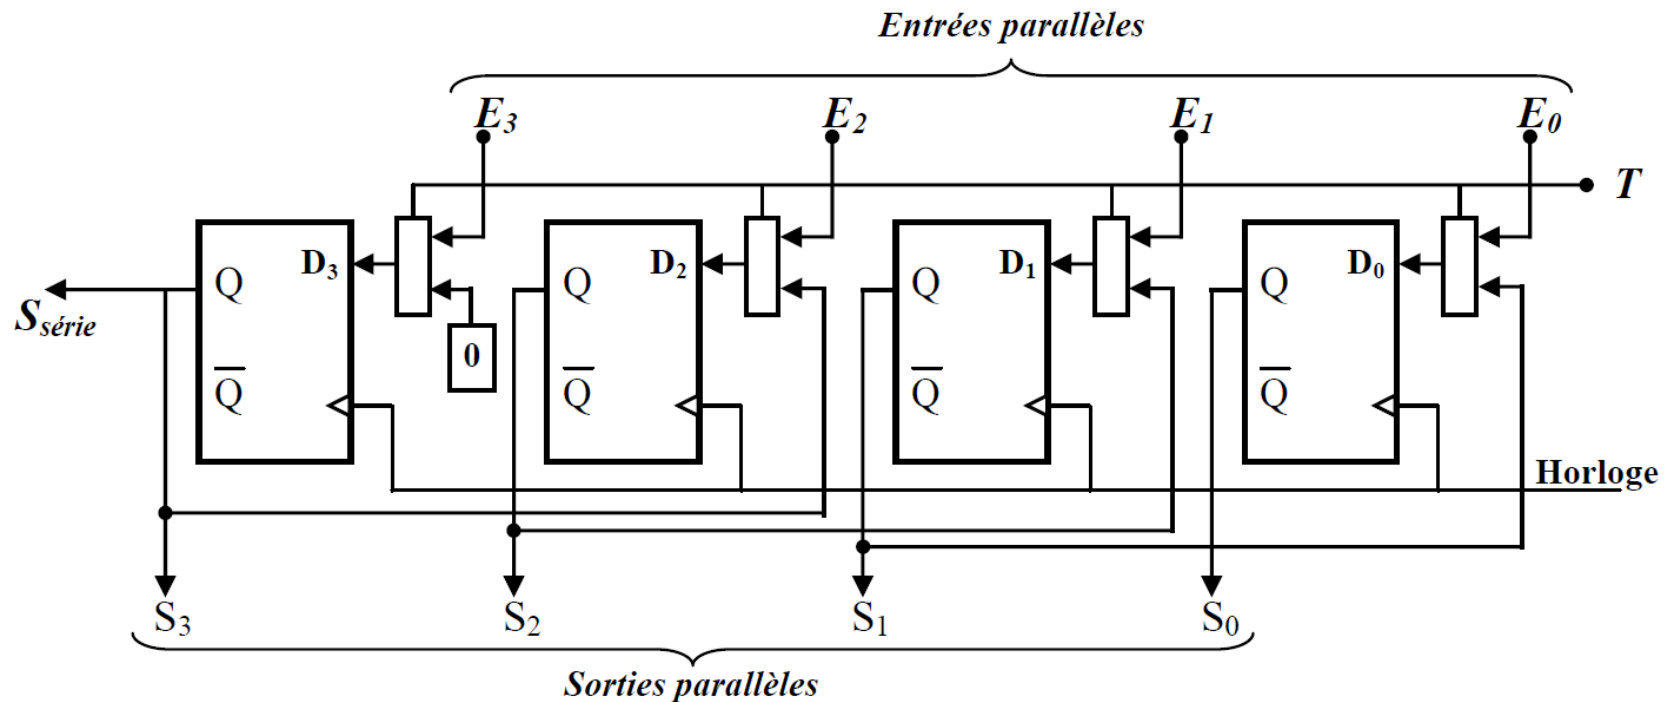 Entrées parallèles
E3 E2 E1 E0
T
D3 D2 D1 D0
Q Q Q Q
Ssérie
0
Q̅ Q̅ Q̅ Q̅
Horloge
S3 S2 S1 S0
Sorties parallèles